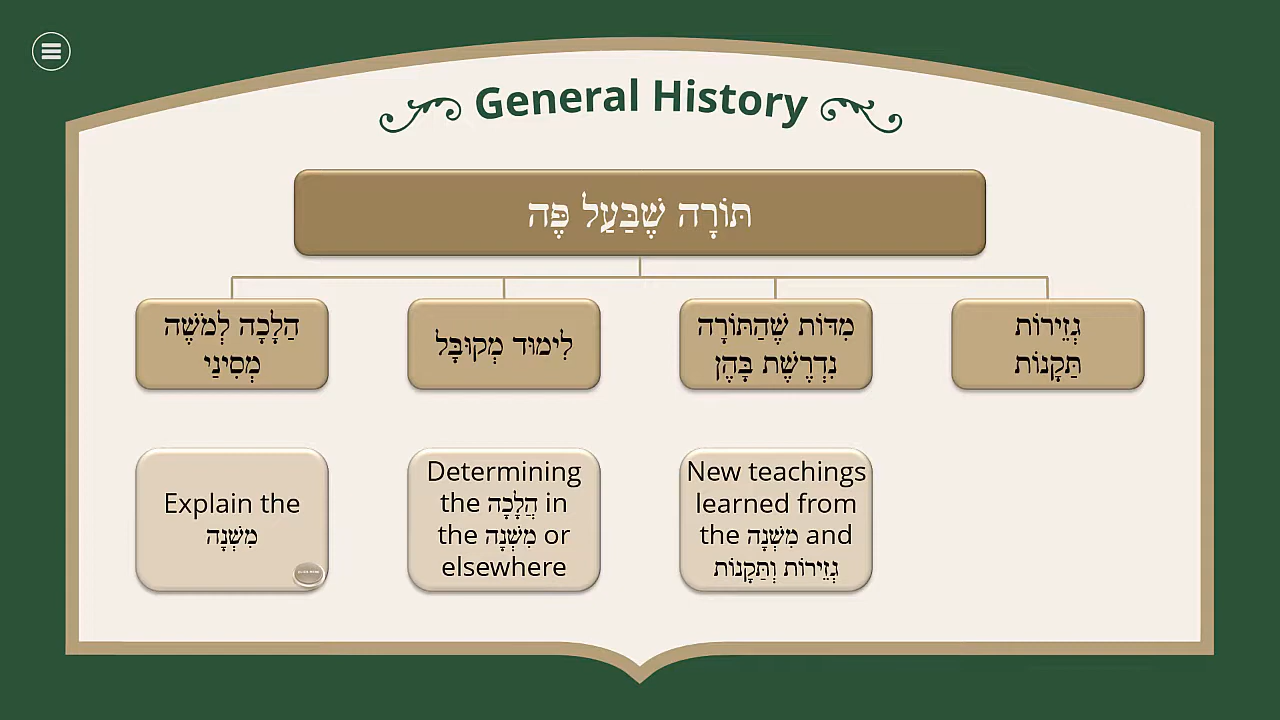 General History
תּוֹרָה שֶׁבַּעַל פֶּה
הַלָכָה לְמֹשֶׁה
מְסִינַי
לִימוּד מְקוּבָּל
מִדּוֹת שֶׁהַתּוֹרָה
נִדְרֶשֶׁת בָּהֶן
גְזֵירוֹת
תַּקָנוֹת
Explain the
מִשְׁנָה
Determining
the הֲלָכָה in
the מִשְׁנָה or
elsewhere
New teachings
learned from
the מִשְׁנָה and
גְזֵירוֹת וְתַּקָנוֹת